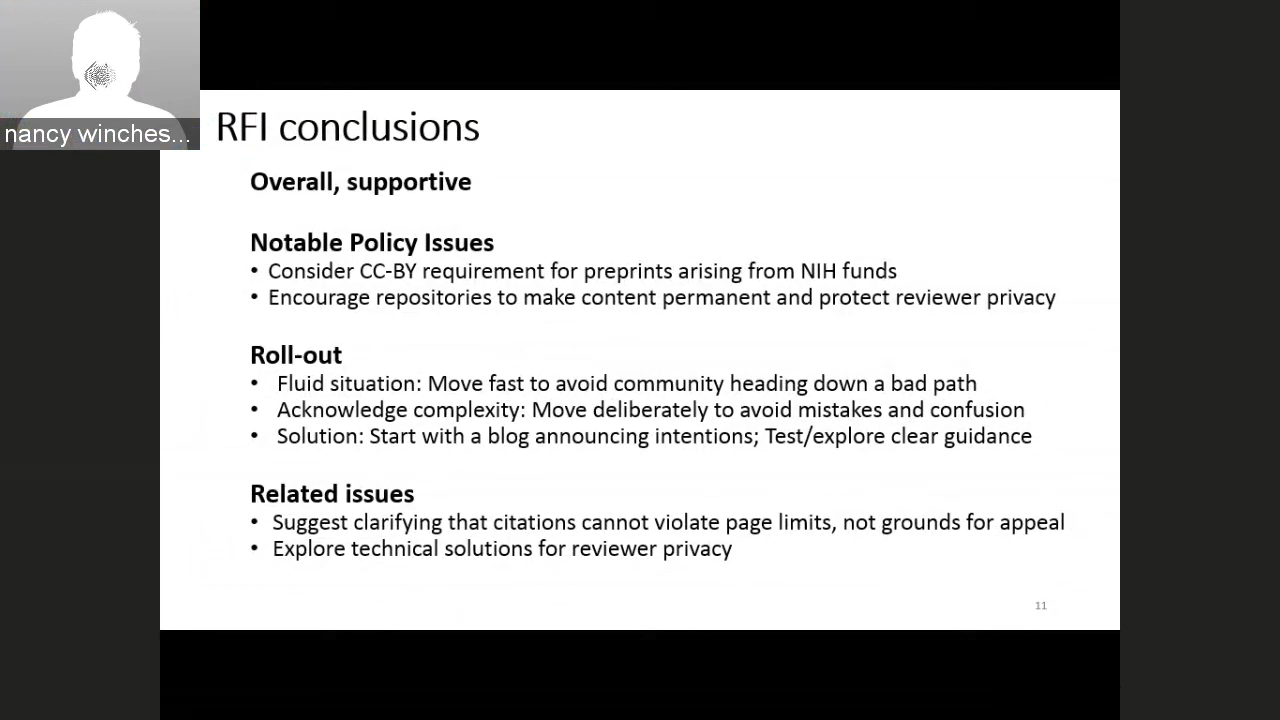 nancy winches...
RFI conclusions
Overall, supportive
Notable Policy Issues
• Consider CC-BY requirement for preprints arising from NIH funds
• Encourage repositories to make content permanent and protect reviewer privacy
Roll-out
• Fluid situation: Move fast to avoid community heading down a bad path
• Acknowledge complexity: Move deliberately to avoid mistakes and confusion
• Solution: Start with a blog announcing intentions; Test/explore clear guidance
Related issues
• Suggest clarifying that citations cannot violate page limits, not grounds for appeal
• Explore technical solutions for reviewer privacy
11